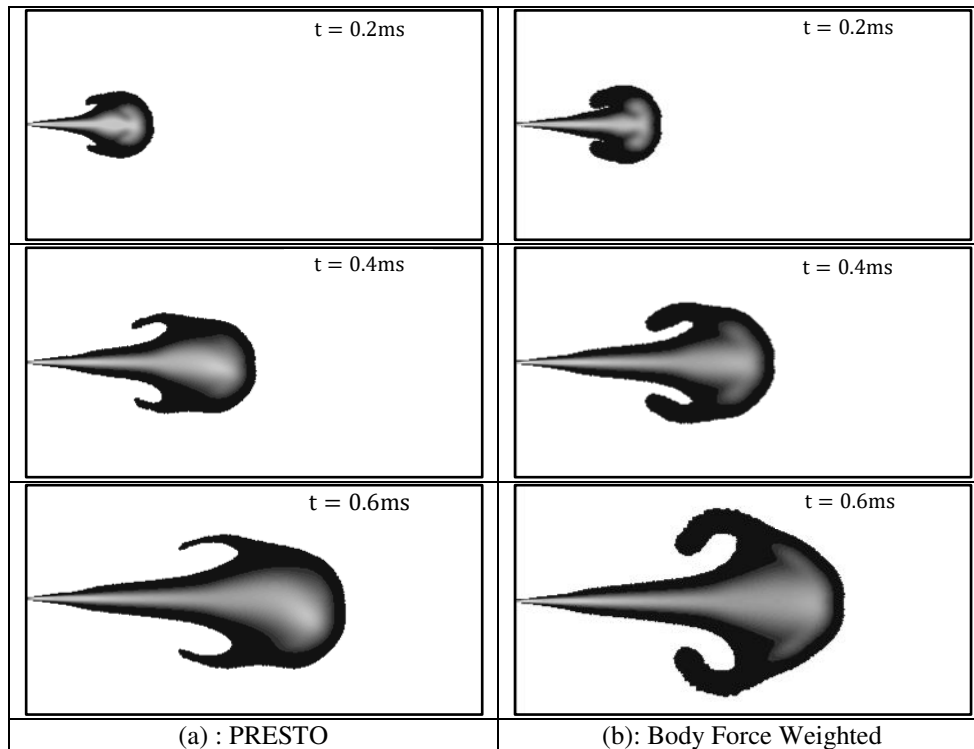 t = 0.2ms
t = 0.2ms
t = 0.4ms
t = 0.4ms
t = 0.6ms
t = 0.6ms
(a) : PRESTO
(b): Body Force Weighted